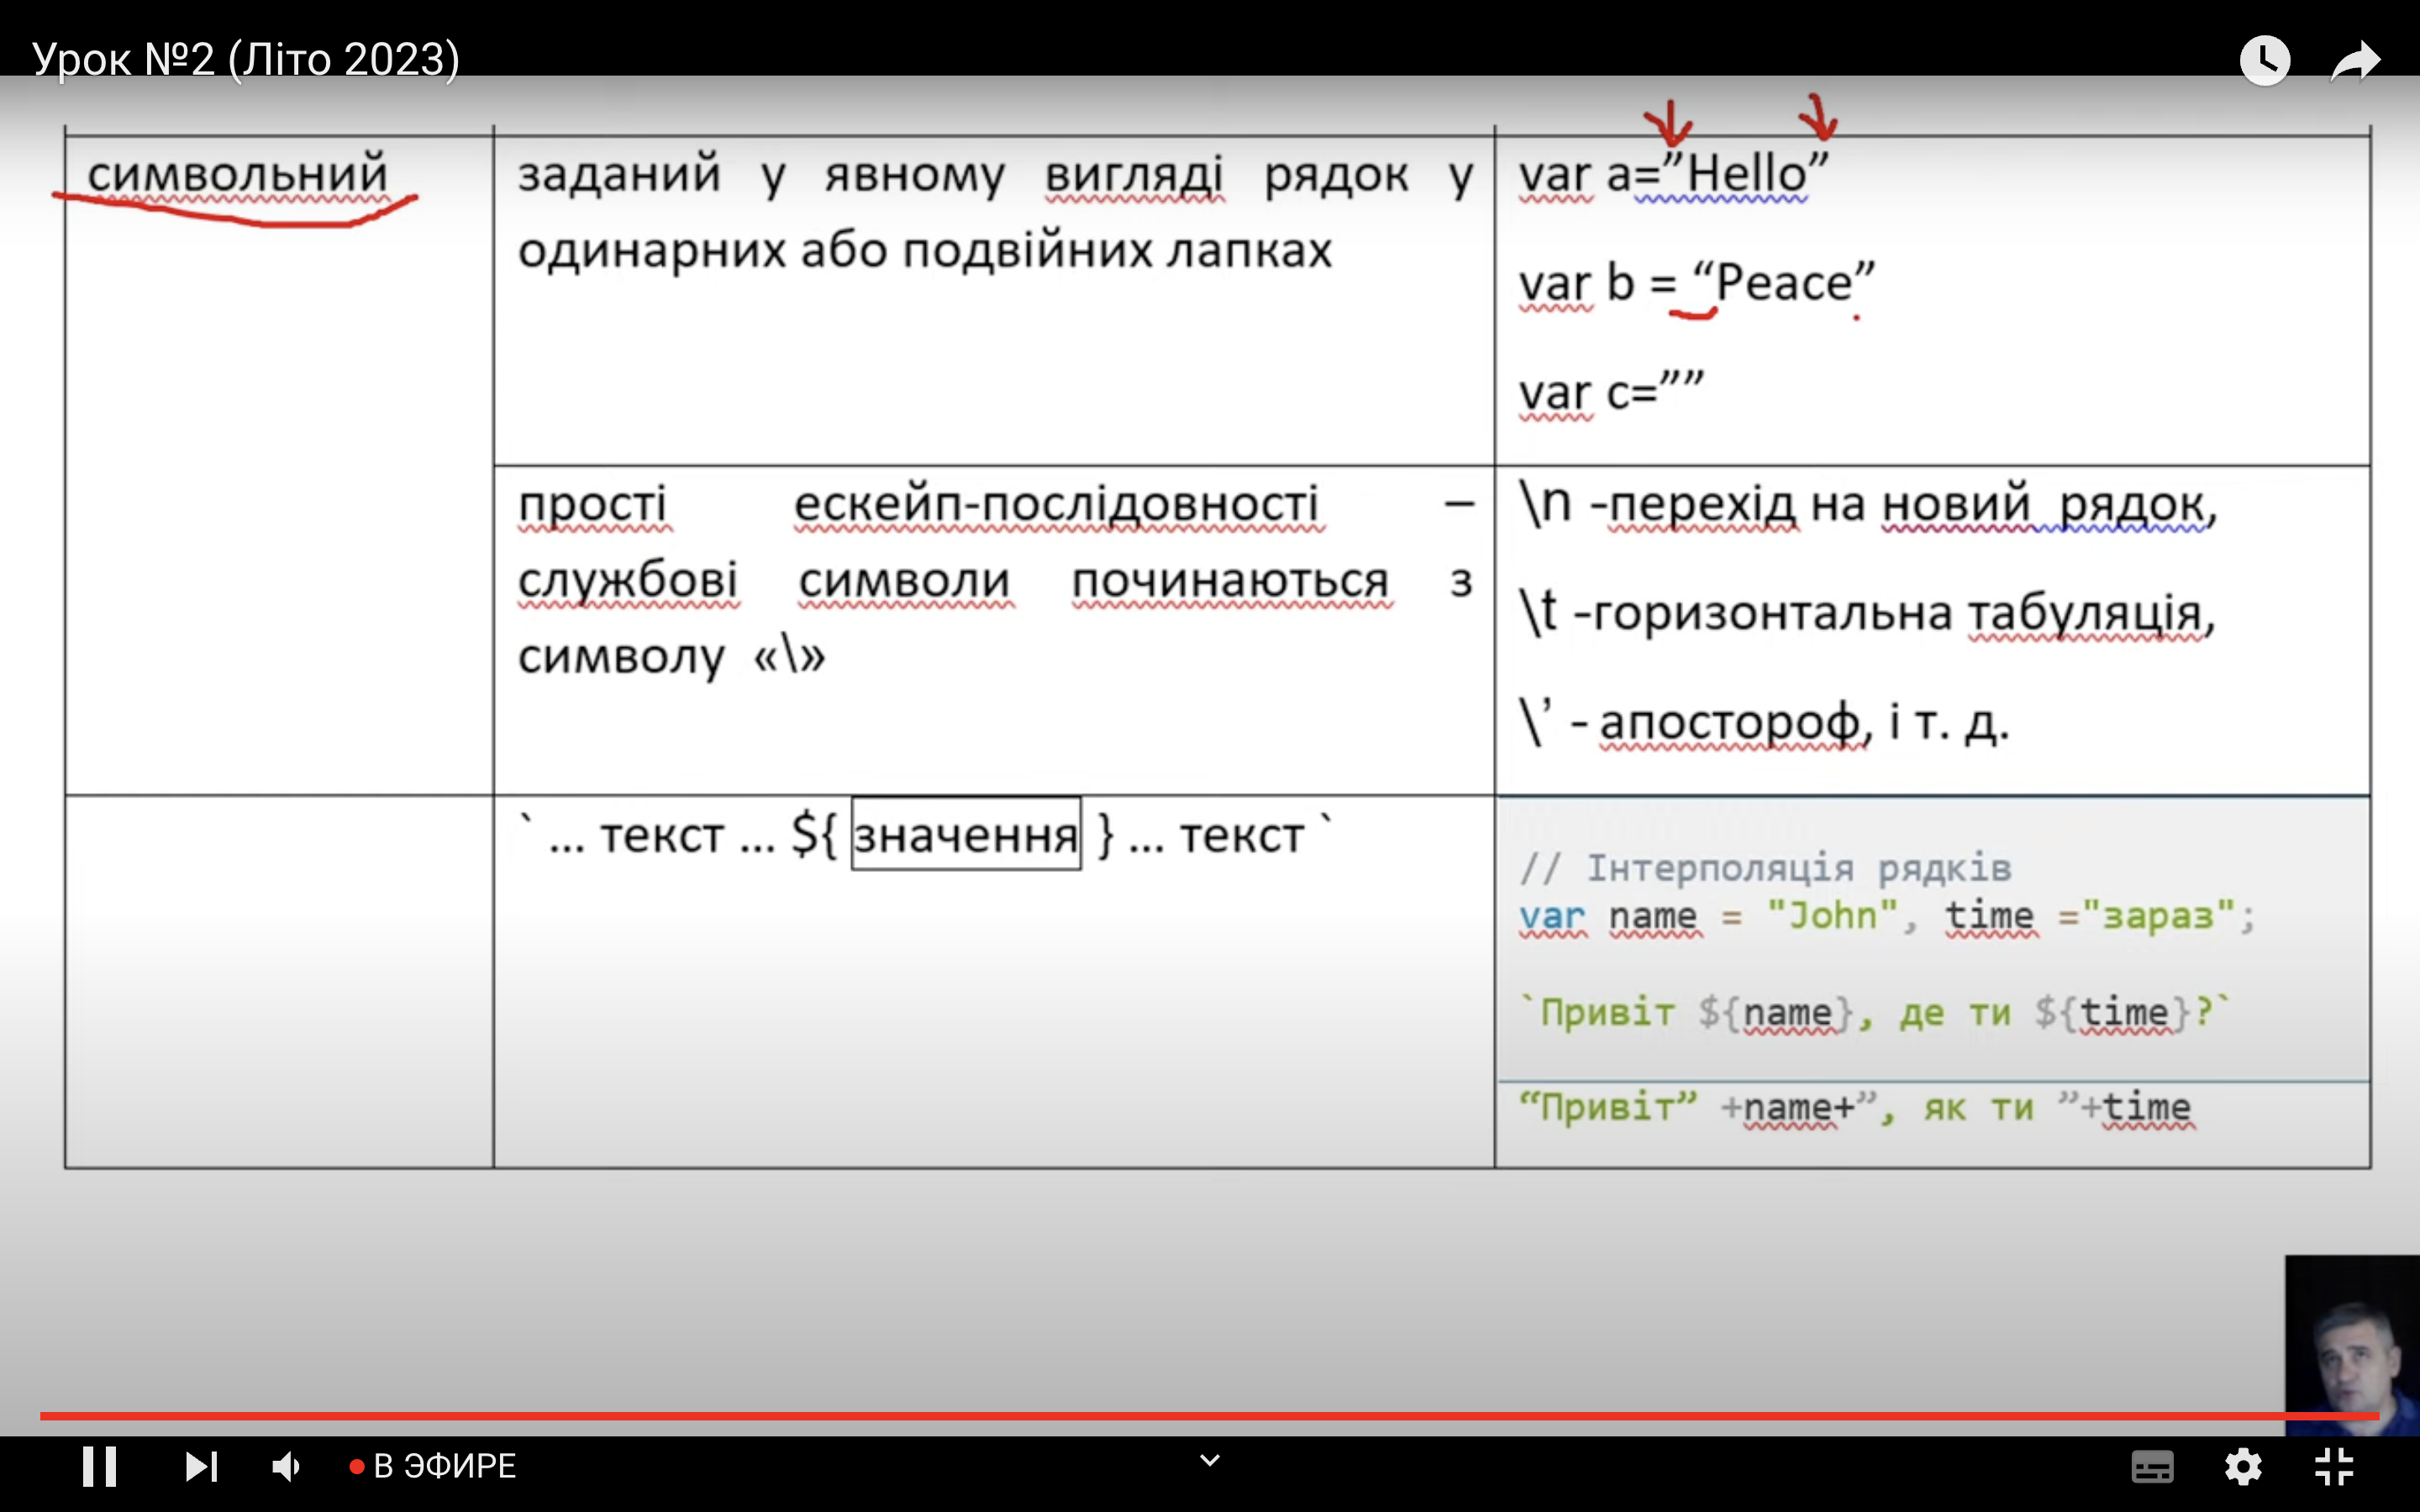 Урок №2 (Літо 2023)
символьний
заданий у явному вигляді рядок у
одинарних або подвійних лапках
var a=”Hello”
var b = “Peace”
var c=””
прості ескейп-послідовності –
службові символи починаються з
символу «\»
\n -перехід на новий рядок,
\t -горизонтальна табуляція,
\’ - апостороф, і т. д.
` ... текст ... ${ значення } ... текст `
// Інтерполяція рядків
var name = "John", time ="зараз";
`Привіт ${name}, де ти ${time}?`
“Привіт” +name+”, як ти ”+time
В ЭФИРЕ